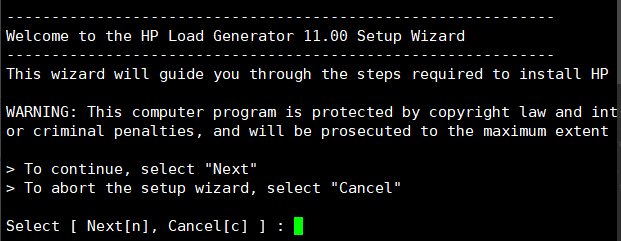 -------------------------------------------------------
Welcome to the HP Load Generator 11.00 Setup Wizard
-------------------------------------------------------
This wizard will guide you through the steps required to install HP
WARNING: This computer program is protected by copyright law and int
or criminal penalties, and will be prosecuted to the maximum extent
> To continue, select "Next"
> To abort the setup wizard, select "Cancel"
Select [ Next[n], Cancel[c] ] :